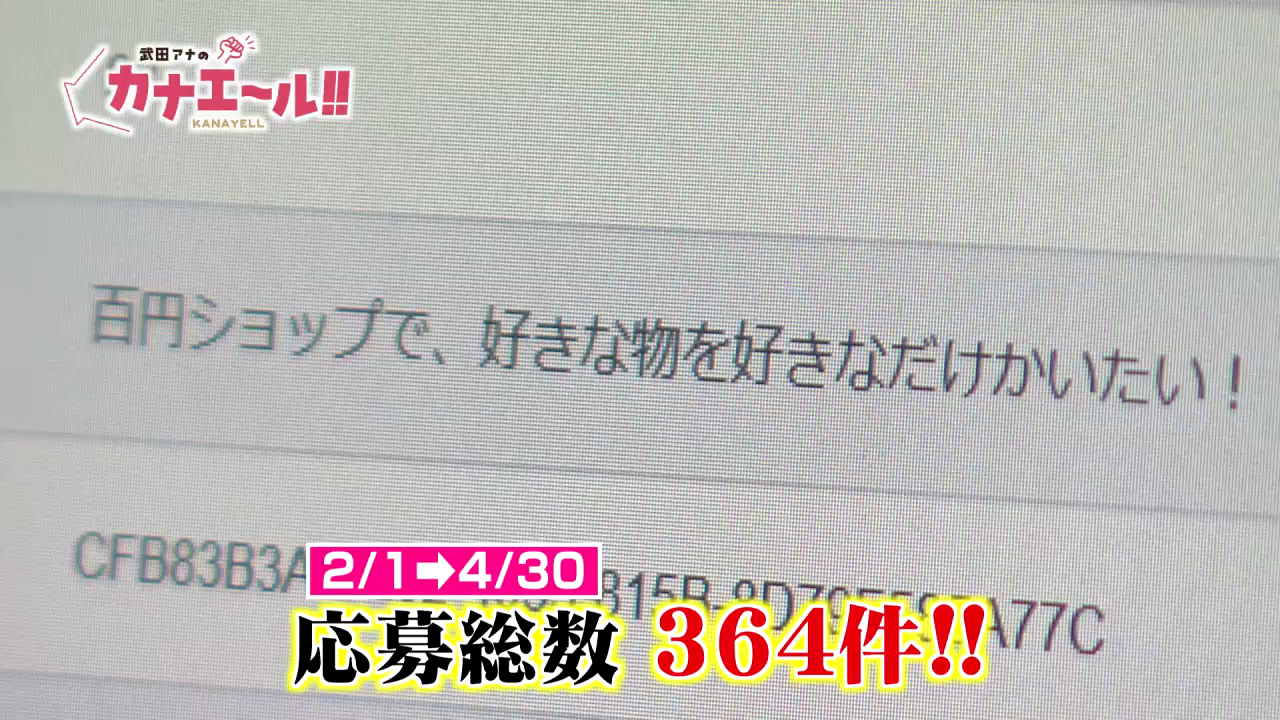 武田アナの
カナエ〜ル!!
KANAYELL
百円ショップで、好きな物を好きなだけかいたい！
CFB83B3A
A77C
2/1➡4/30
応募総数 364件!!